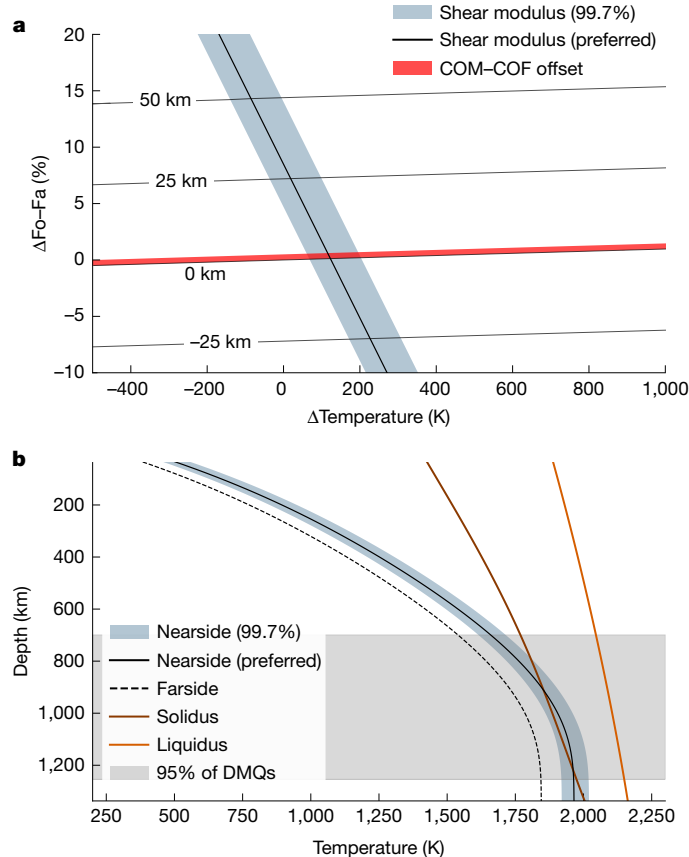 a
Shear modulus (99.7%)
Shear modulus (preferred)
COM–COF offset
20
15
10
5
0
−5
−10
ΔFo–Fa (%)
50 km
25 km
0 km
−25 km
−400
−200
0
200
400
600
800
1,000
ΔTemperature (K)
b
200
400
600
800
1,000
1,200
Depth (km)
Nearside (99.7%)
Nearside (preferred)
Farside
Solidus
Liquidus
95% of DMQs
250
500
750
1,000
1,250
1,500
1,750
2,000
2,250
Temperature (K)